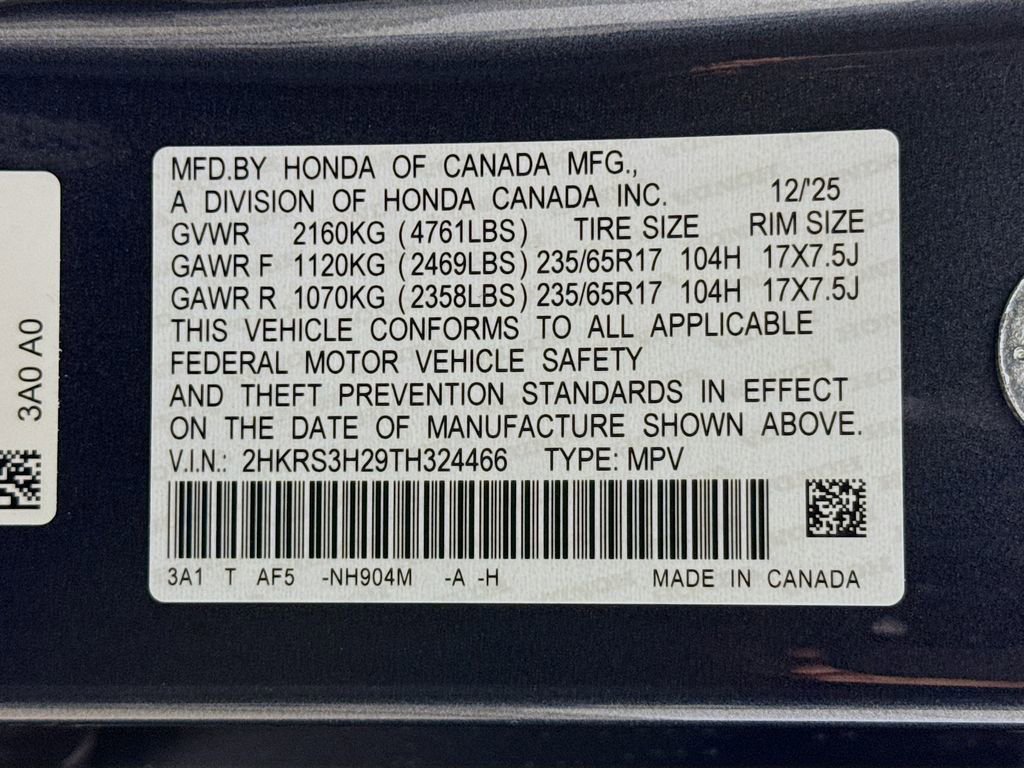 MFD.BY HONDA OF CANADA MFG.,
A DIVISION OF HONDA CANADA INC. 12/'25
GVWR 2160KG (4761LBS) TIRE SIZE RIM SIZE
GAWR F 1120KG (2469LBS) 235/65R17 104H 17X7.5J
GAWR R 1070KG (2358LBS) 235/65R17 104H 17X7.5J
THIS VEHICLE CONFORMS TO ALL APPLICABLE
FEDERAL MOTOR VEHICLE SAFETY
AND THEFT PREVENTION STANDARDS IN EFFECT
ON THE DATE OF MANUFACTURE SHOWN ABOVE.
V.I.N.: 2HKRS3H29TH324466 TYPE: MPV
3A1 T AF5 -NH904M -A -H MADE IN CANADA
3A0 A0